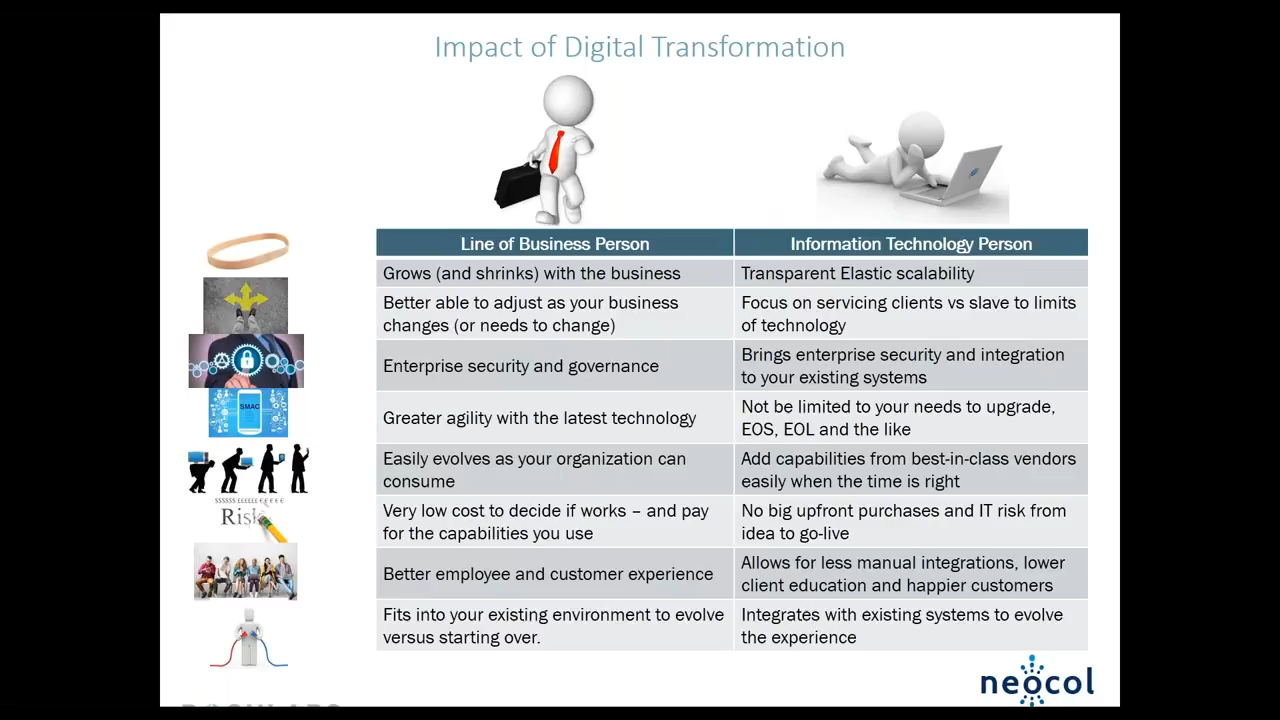 Impact of Digital Transformation
Line of Business Person
Information Technology Person
Grows (and shrinks) with the business
Transparent Elastic scalability
Better able to adjust as your business
changes (or needs to change)
Focus on servicing clients vs slave to limits
of technology
Enterprise security and governance
Brings enterprise security and integration
to your existing systems
SMAC
Greater agility with the latest technology
Not be limited to your needs to upgrade,
EOS, EOL and the like
Easily evolves as your organization can
consume
Add capabilities from best-in-class vendors
easily when the time is right
Risk
Very low cost to decide if works – and pay
for the capabilities you use
No big upfront purchases and IT risk from
idea to go-live
Better employee and customer experience
Allows for less manual integrations, lower
client education and happier customers
Fits into your existing environment to evolve
versus starting over.
Integrates with existing systems to evolve
the experience
neocol